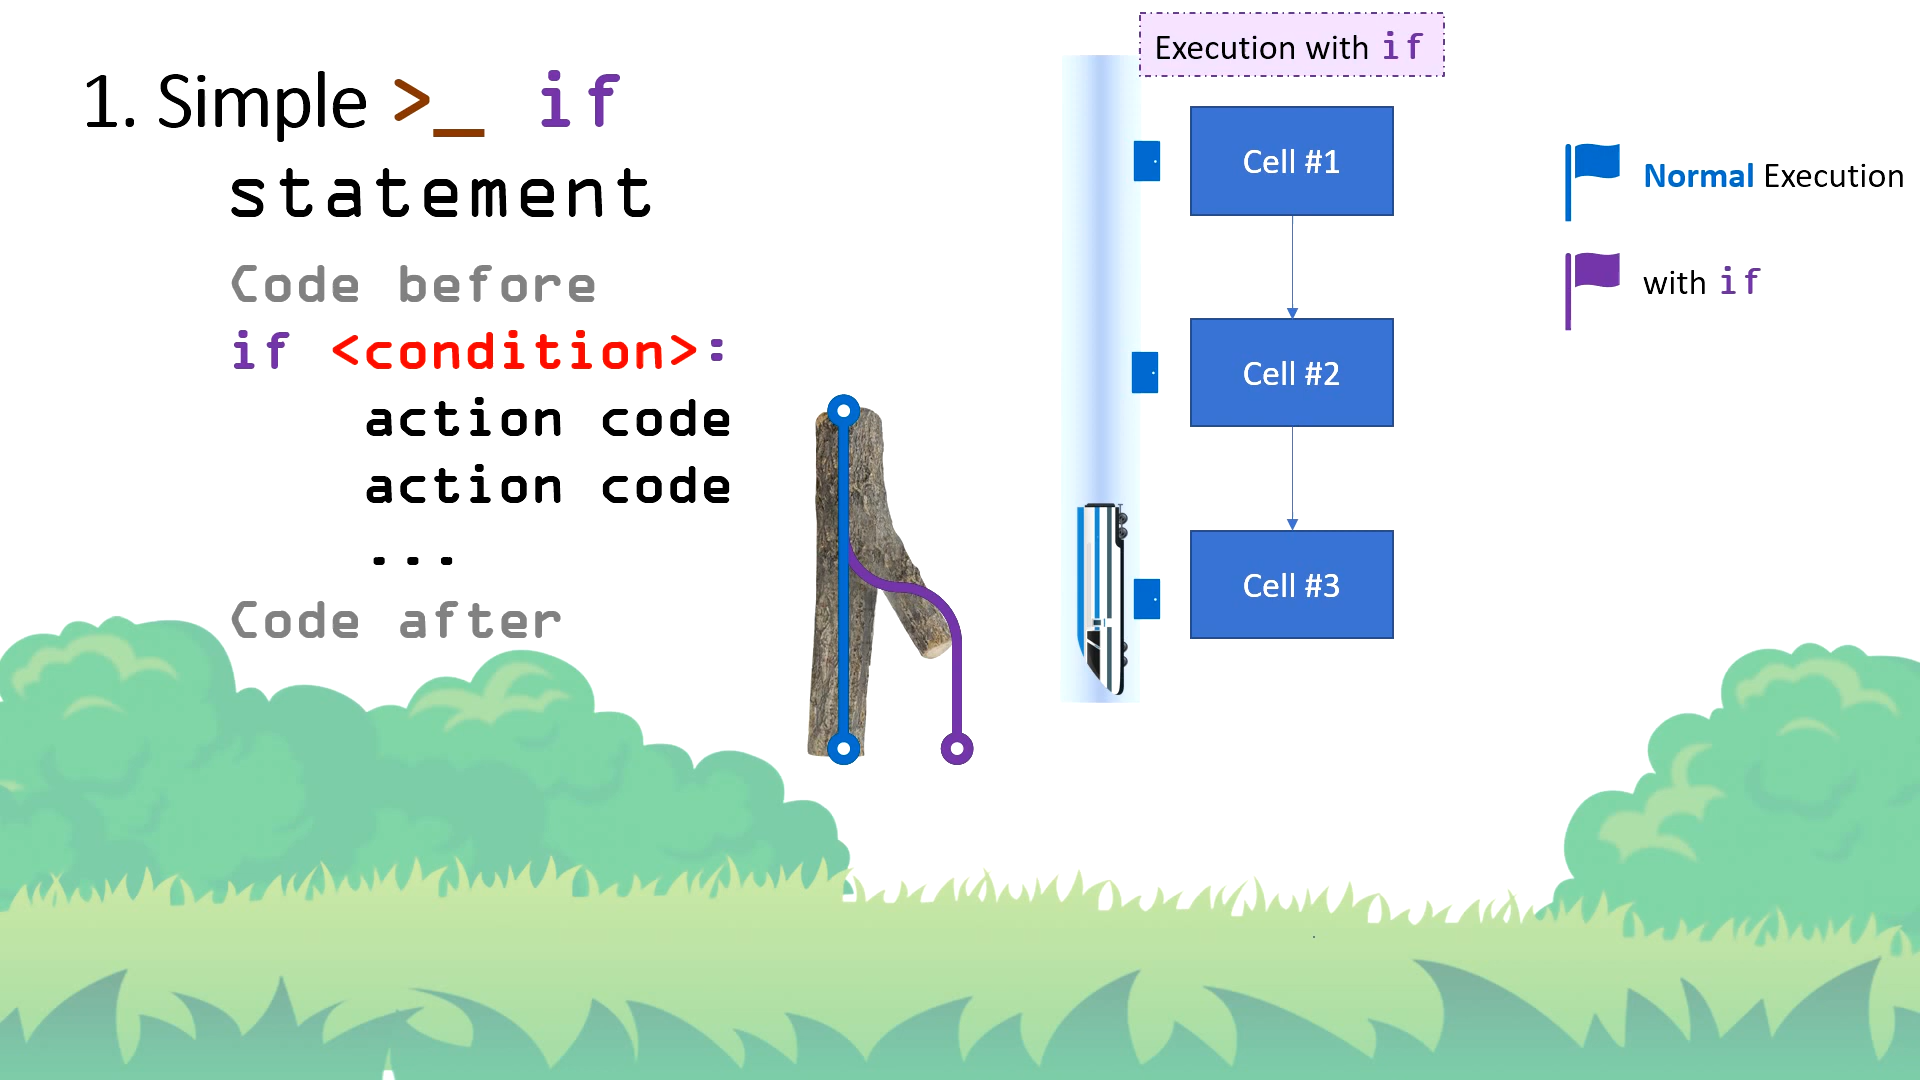 1. Simple >_ if
statement
Code before
if <condition>:
action code
action code
...
Code after
Execution with if
Cell #1
Cell #2
Cell #3
Normal Execution
with if